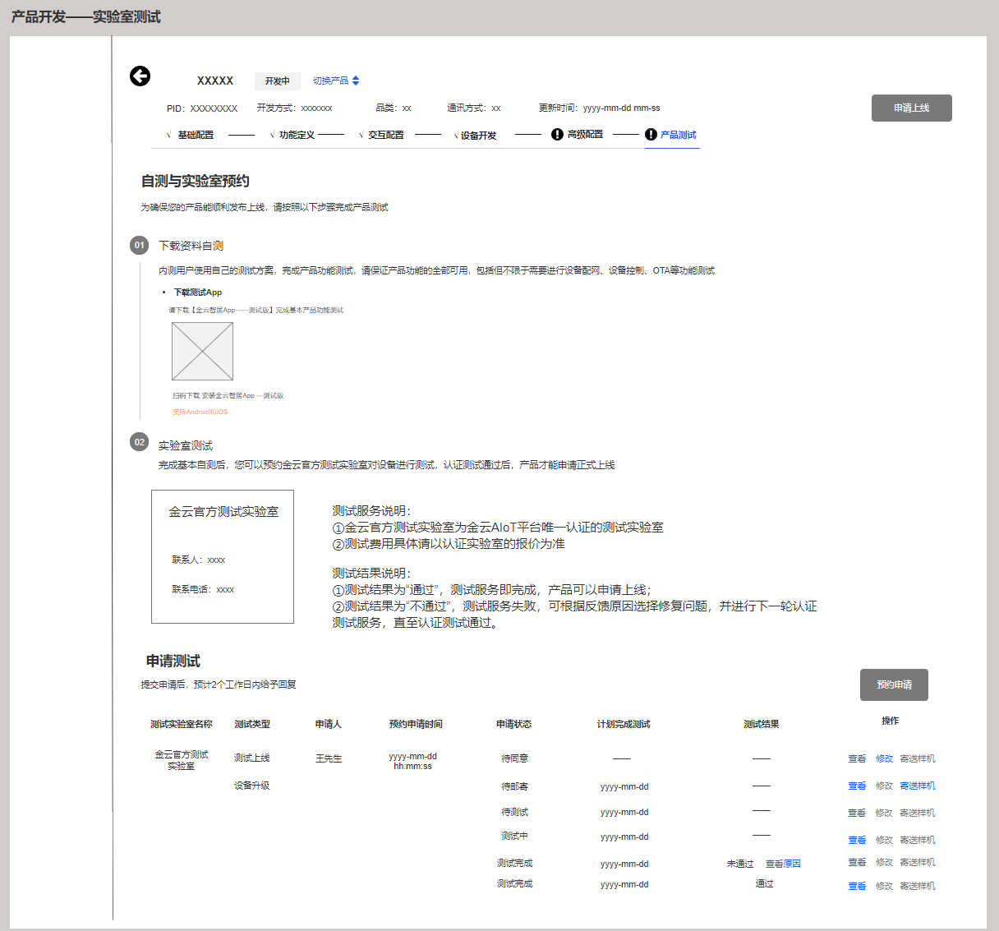 产品开发——实验室测试
XXXXX 开发中 切换产品
PID：XXXXXXXX 开发方式：xxxxxxx 品类：xx 通讯方式：xx 更新时间：yyyy-mm-dd mm-ss 申请上线
√ 基础配置 √ 功能定义 √ 交互配置 √ 设备开发 高级配置 产品测试
自测与实验室预约
为确保您的产品能顺利发布上线，请按照以下步骤完成产品测试
01 下载资料自测
内测用户使用自己的测试方案，完成产品功能测试，请保证产品功能的全部可用，包括但不限于需要进行设备配网、设备控制、OTA等功能测试
• 下载测试App
请下载【金云智居App——测试版】完成基本产品功能测试
扫码下载 安装金云智居App —测试版
支持Android和iOS
02 实验室测试
完成基本自测后，您可以预约金云官方测试实验室对设备进行测试，认证测试通过后，产品才能申请正式上线
金云官方测试实验室
联系人：xxxx
联系电话：xxxx
测试服务说明：
①金云官方测试实验室为金云AIoT平台唯一认证的测试实验室
②测试费用具体请以认证实验室的报价为准
测试结果说明：
①测试结果为“通过”，测试服务即完成，产品可以申请上线；
②测试结果为“不通过”，测试服务失败，可根据反馈原因选择修复问题，并进行下一轮认证
测试服务，直至认证测试通过。
申请测试
提交申请后，预计2个工作日内给予回复
预约申请
测试实验室名称 测试类型 申请人 预约申请时间 申请状态 计划完成测试 测试结果 操作
金云官方测试 测试上线 王先生 yyyy-mm-dd 待同意 —— —— 查看 修改 寄送样机
实验室 hh:mm:ss
设备升级 待邮寄 yyyy-mm-dd —— 查看 修改 寄送样机
待测试 yyyy-mm-dd —— 查看 修改 寄送样机
测试中 yyyy-mm-dd —— 查看 修改 寄送样机
测试完成 yyyy-mm-dd 未通过 查看原因 查看 修改 寄送样机
测试完成 yyyy-mm-dd 通过 查看 修改 寄送样机